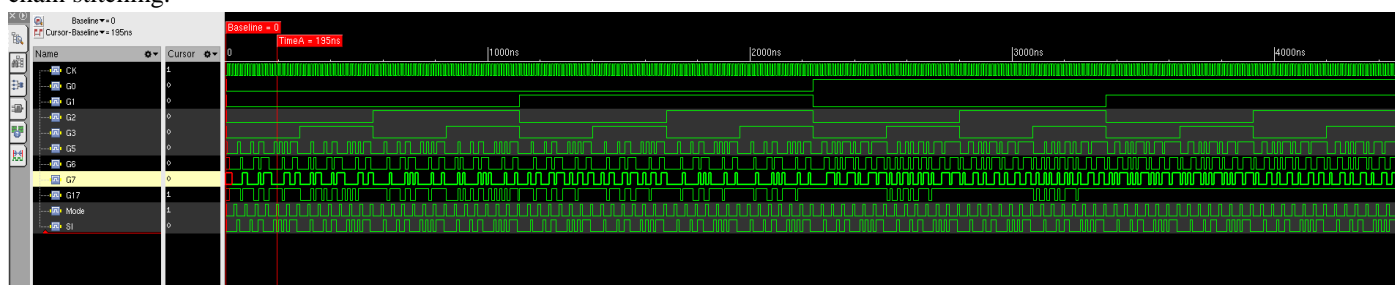 chain stitching.
Baseline ▾= 0
Cursor-Baseline ▾= 195ns
Baseline = 0
TimeA = 195ns
Name Cursor 0 1000ns 2000ns 3000ns 4000ns
CK 1
G0 0
G1 0
G2 0
G3 0
G5 0
G6 0
G7 0
G17 1
Mode 1
SI 0